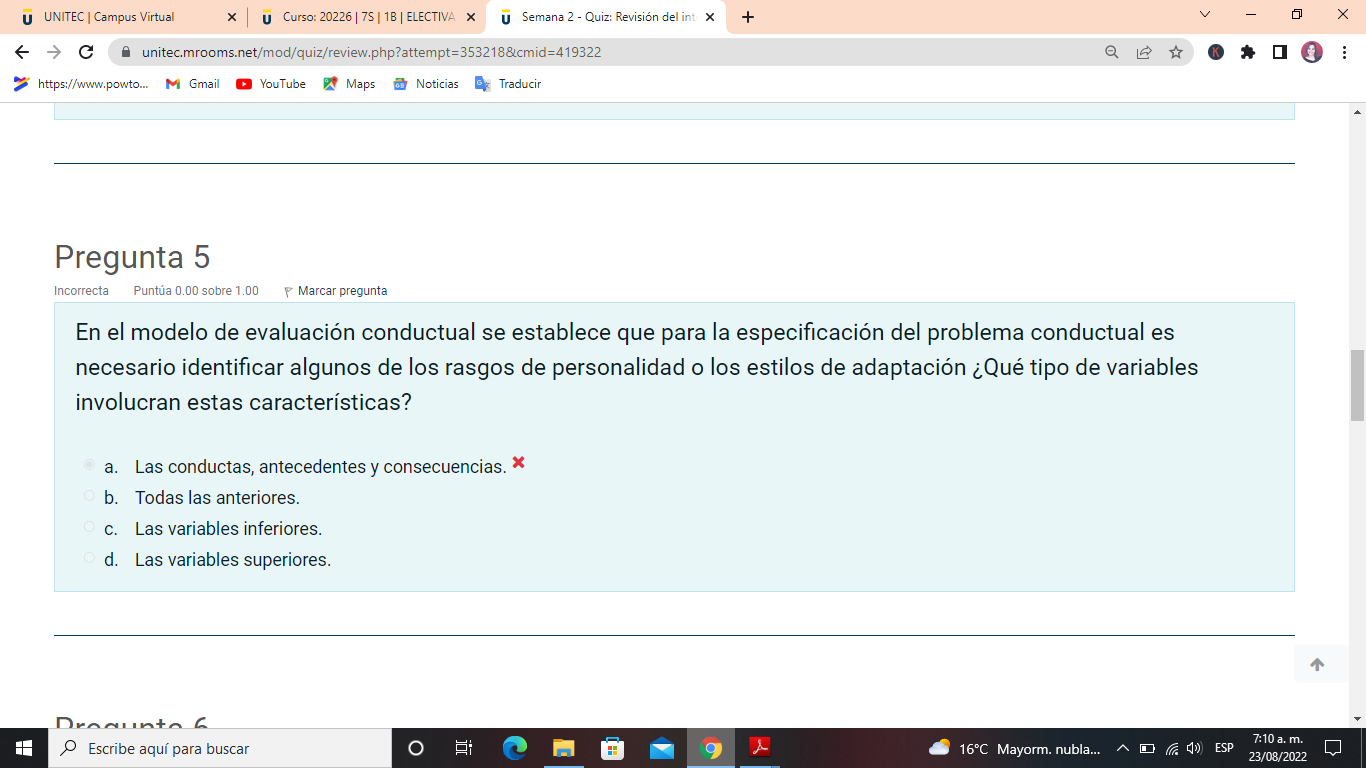 UNITEC | Campus Virtual
Curso: 20226 | 7S | 1B | ELECTIVA
Semana 2 - Quiz: Revisión del int
unitec.mrooms.net/mod/quiz/review.php?attempt=353218&cmid=419322
K
https://www.powto...
Gmail
YouTube
Maps
Noticias
Traducir
Pregunta 5
Incorrecta Puntúa 0.00 sobre 1.00 Marcar pregunta
En el modelo de evaluación conductual se establece que para la especificación del problema conductual es
necesario identificar algunos de los rasgos de personalidad o los estilos de adaptación ¿Qué tipo de variables
involucran estas características?
a. Las conductas, antecedentes y consecuencias.
b. Todas las anteriores.
c. Las variables inferiores.
d. Las variables superiores.
Pregunta 6
Escribe aquí para buscar
16°C Mayorm. nubla...
ESP
7:10 a. m.
23/08/2022